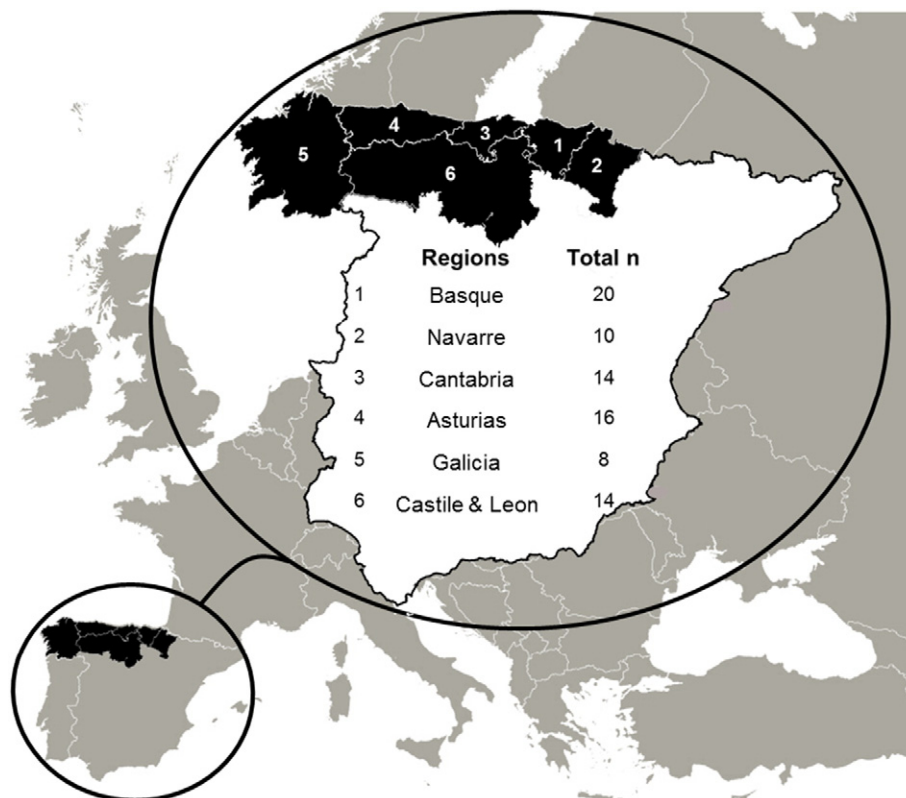 4
3
1
5
6
2
Regions Total n
1 Basque 20
2 Navarre 10
3 Cantabria 14
4 Asturias 16
5 Galicia 8
6 Castile & Leon 14